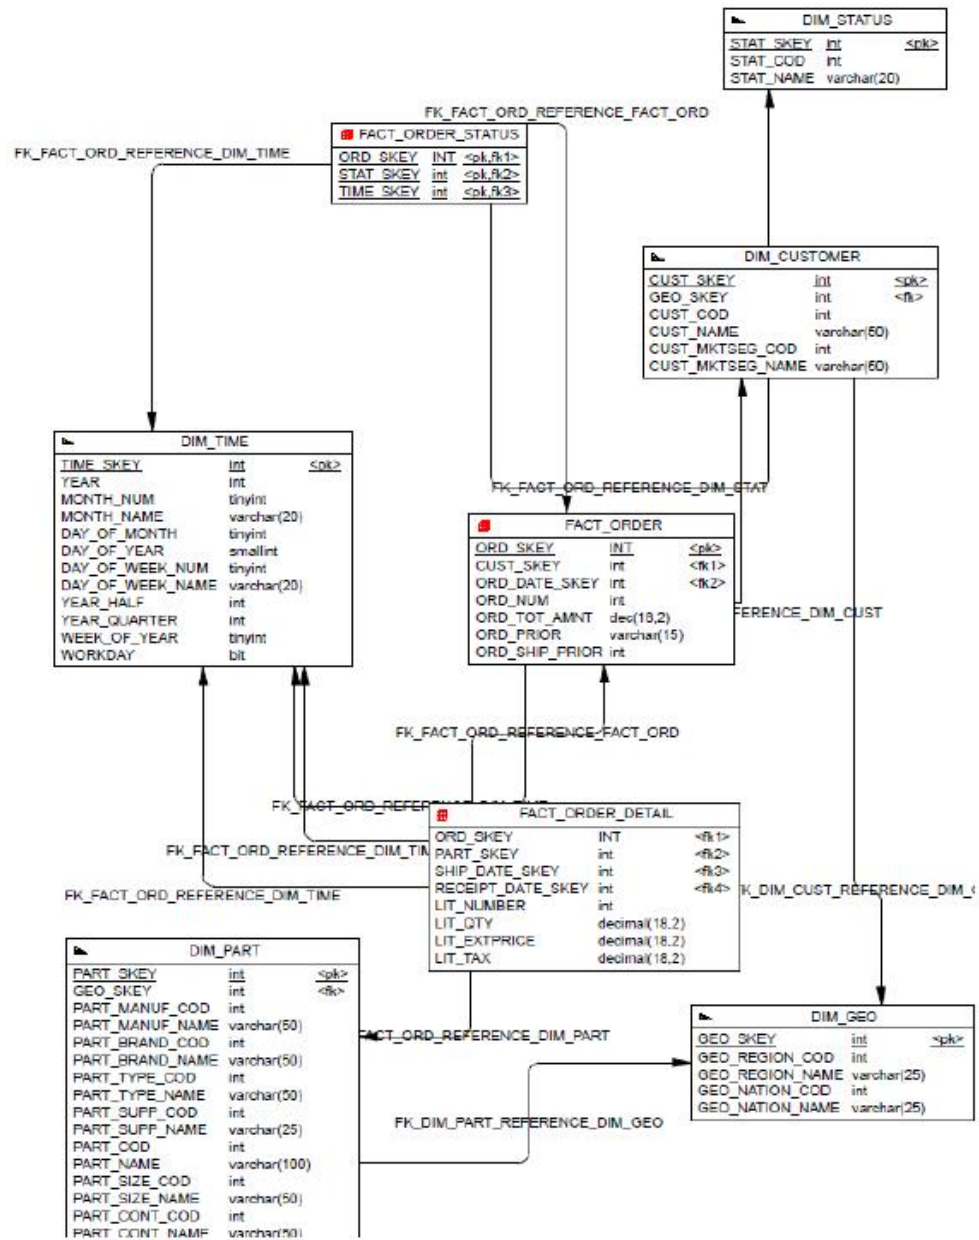 DIM_STATUS
STAT_SKEY int <pk>
STAT_COD int
STAT_NAME varchar(20)
FK_FACT_ORD_REFERENCE_FACT_ORD
FACT_ORDER_STATUS
ORD_SKEY INT <pk,fk1>
STAT_SKEY int <pk,fk2>
TIME_SKEY int <pk,fk3>
FK_FACT_ORD_REFERENCE_DIM_TIME
DIM_CUSTOMER
CUST_SKEY int <pk>
GEO_SKEY int <fk>
CUST_COD int
CUST_NAME varchar(50)
CUST_MKTSEG_COD int
CUST_MKTSEG_NAME varchar(50)
DIM_TIME
TIME_SKEY int <pk>
YEAR int
MONTH_NUM tinyint
MONTH_NAME varchar(20)
DAY_OF_MONTH tinyint
DAY_OF_YEAR smallint
DAY_OF_WEEK_NUM tinyint
DAY_OF_WEEK_NAME varchar(20)
YEAR_HALF int
YEAR_QUARTER int
WEEK_OF_YEAR tinyint
WORKDAY bit
FK_FACT_ORD_REFERENCE_DIM_STAT
FACT_ORDER
ORD_SKEY INT <pk>
CUST_SKEY int <fk1>
ORD_DATE_SKEY int <fk2>
ORD_NUM int
ORD_TOT_AMNT dec(18,2)
ORD_PRIOR varchar(15)
ORD_SHIP_PRIOR int
ERENCE_DIM_CUST
FK_FACT_ORD_REFERENCE_FACT_ORD
FK_FACT_ORD_REFERENCE_DIM_TIME
FACT_ORDER_DETAIL
ORD_SKEY INT <fk1>
PART_SKEY int <fk2>
SHIP_DATE_SKEY int <fk3>
RECEIPT_DATE_SKEY int <fk4>
LIT_NUMBER int
LIT_QTY decimal(18,2)
LIT_EXTPRICE decimal(18,2)
LIT_TAX decimal(18,2)
FK_FACT_ORD_REFERENCE_DIM_TIM
FK_FACT_ORD_REFERENCE_DIM_TIME
K_DIM_CUST_REFERENCE_DIM_
DIM_PART
PART_SKEY int <pk>
GEO_SKEY int <fk>
PART_MANUF_COD int
PART_MANUF_NAME varchar(50)
PART_BRAND_COD int
PART_BRAND_NAME varchar(50)
PART_TYPE_COD int
PART_TYPE_NAME varchar(50)
PART_SUPP_COD int
PART_SUPP_NAME varchar(25)
PART_COD int
PART_NAME varchar(100)
PART_SIZE_COD int
PART_SIZE_NAME varchar(50)
PART_CONT_COD int
PART_CONT_NAME varchar(50)
FACT_ORD_REFERENCE_DIM_PART
FK_DIM_PART_REFERENCE_DIM_GEO
DIM_GEO
GEO_SKEY int <pk>
GEO_REGION_COD int
GEO_REGION_NAME varchar(25)
GEO_NATION_COD int
GEO_NATION_NAME varchar(25)